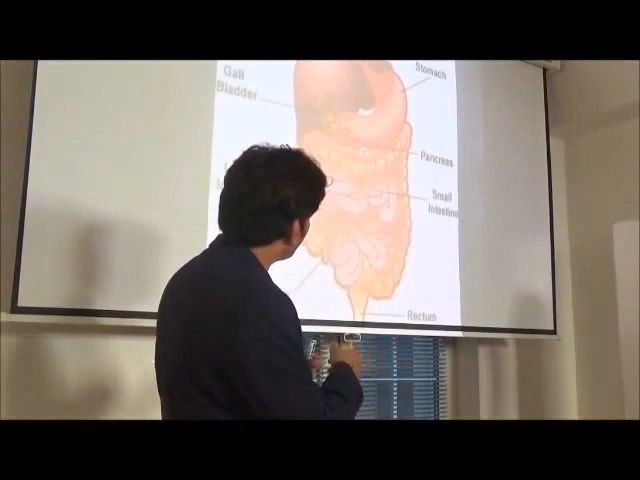 Gall
Bladder
Stomach
Pancreas
Small
Intestine
Rectum